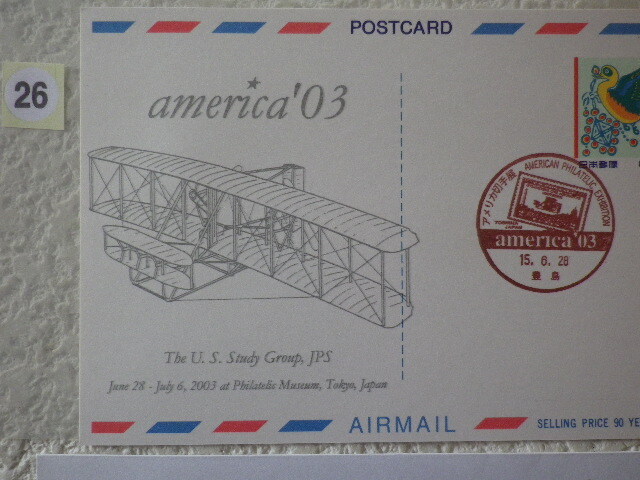 POSTCARD
26
america'03
日本郵便
アメリカ切手展 AMERICAN PHILATELIC EXHIBITION
america'03
15. 6. 28
豊島
The U. S. Study Group, JPS
June 28 - July 6, 2003 at Philatelic Museum, Tokyo, Japan
AIRMAIL
SELLING PRICE 90 YE